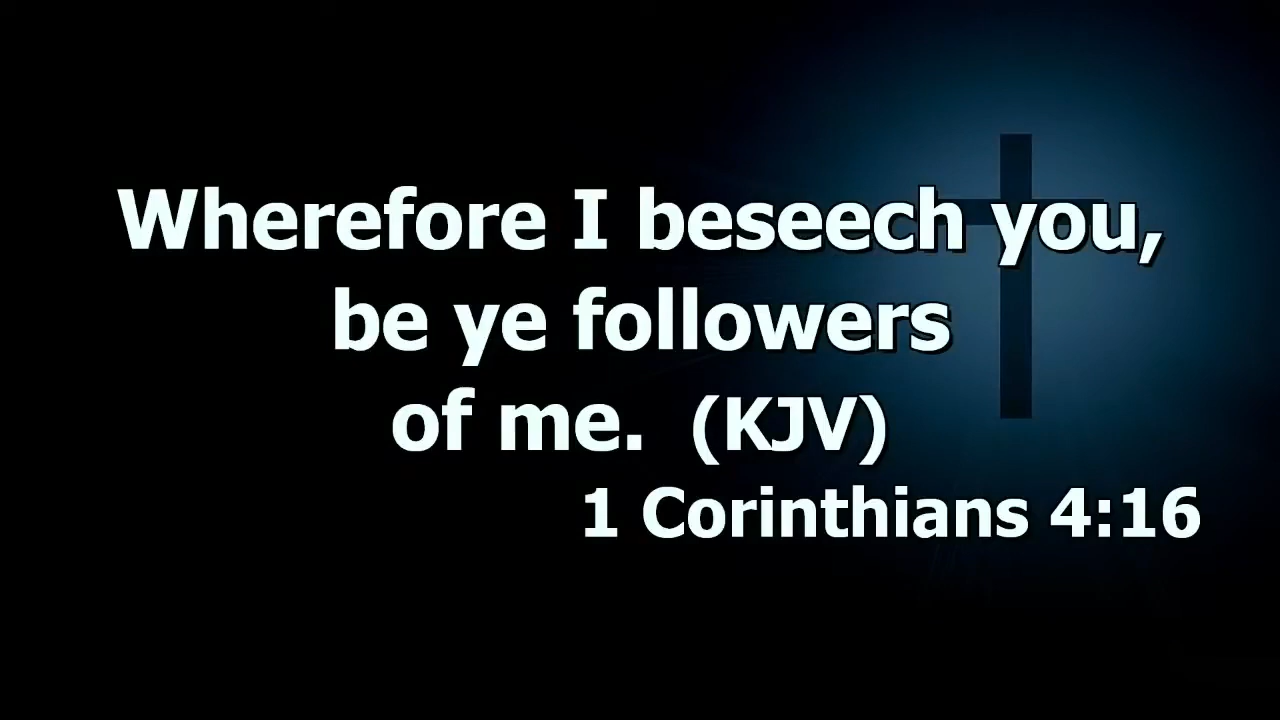 Wherefore I beseech you,
be ye followers
of me. (KJV)
1 Corinthians 4:16